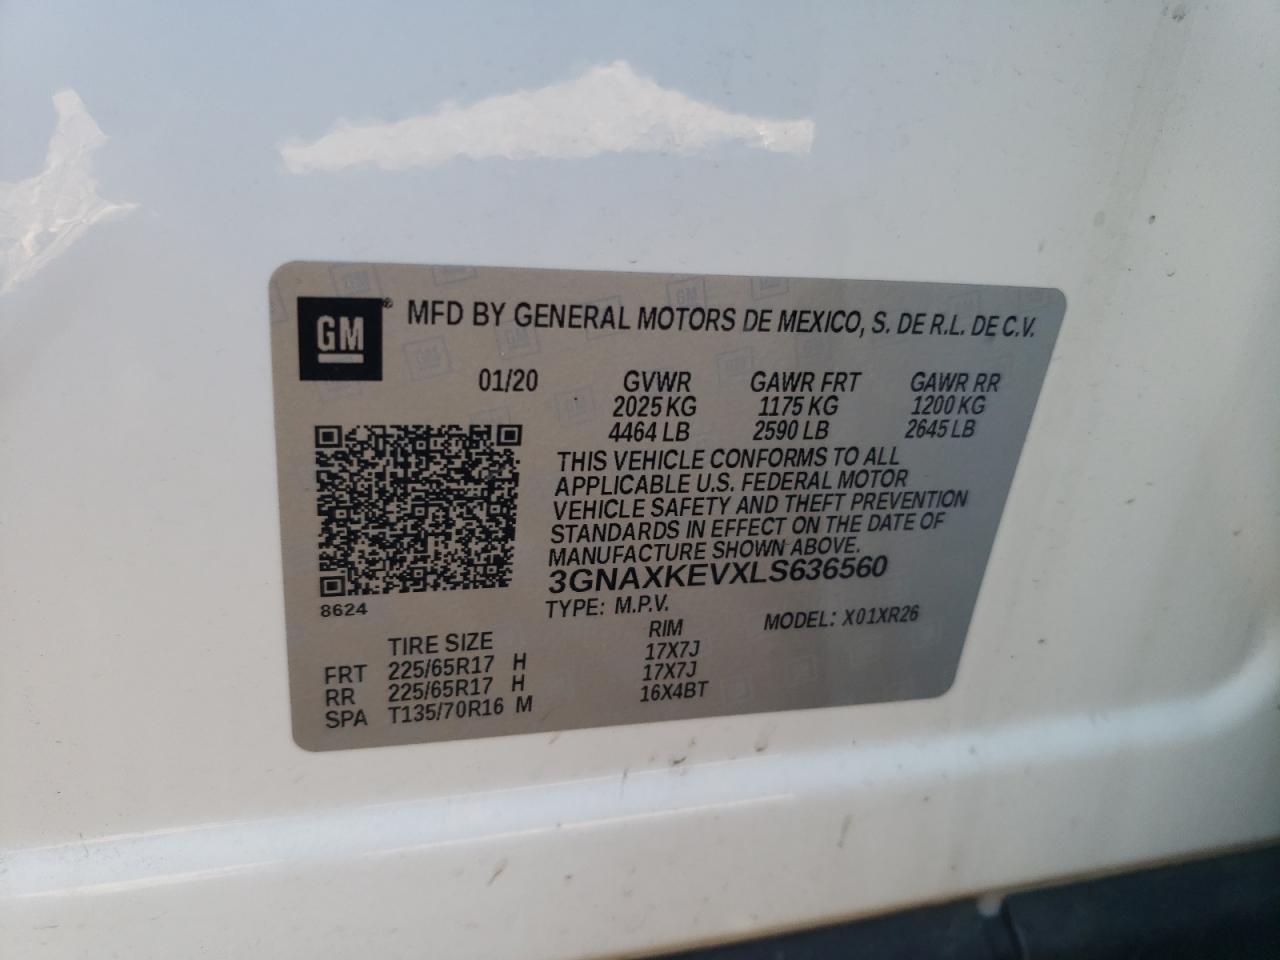 GM® MFD BY GENERAL MOTORS DE MEXICO, S. DE R.L. DE C.V.
01/20 GVWR GAWR FRT GAWR RR
2025 KG 1175 KG 1200 KG
4464 LB 2590 LB 2645 LB
THIS VEHICLE CONFORMS TO ALL
APPLICABLE U.S. FEDERAL MOTOR
VEHICLE SAFETY AND THEFT PREVENTION
STANDARDS IN EFFECT ON THE DATE OF
MANUFACTURE SHOWN ABOVE.
3GNAXKEVXLS636560
8624
TYPE: M.P.V. MODEL: X01XR26
TIRE SIZE RIM
FRT 225/65R17 H 17X7J
RR 225/65R17 H 17X7J
SPA T135/70R16 M 16X4BT